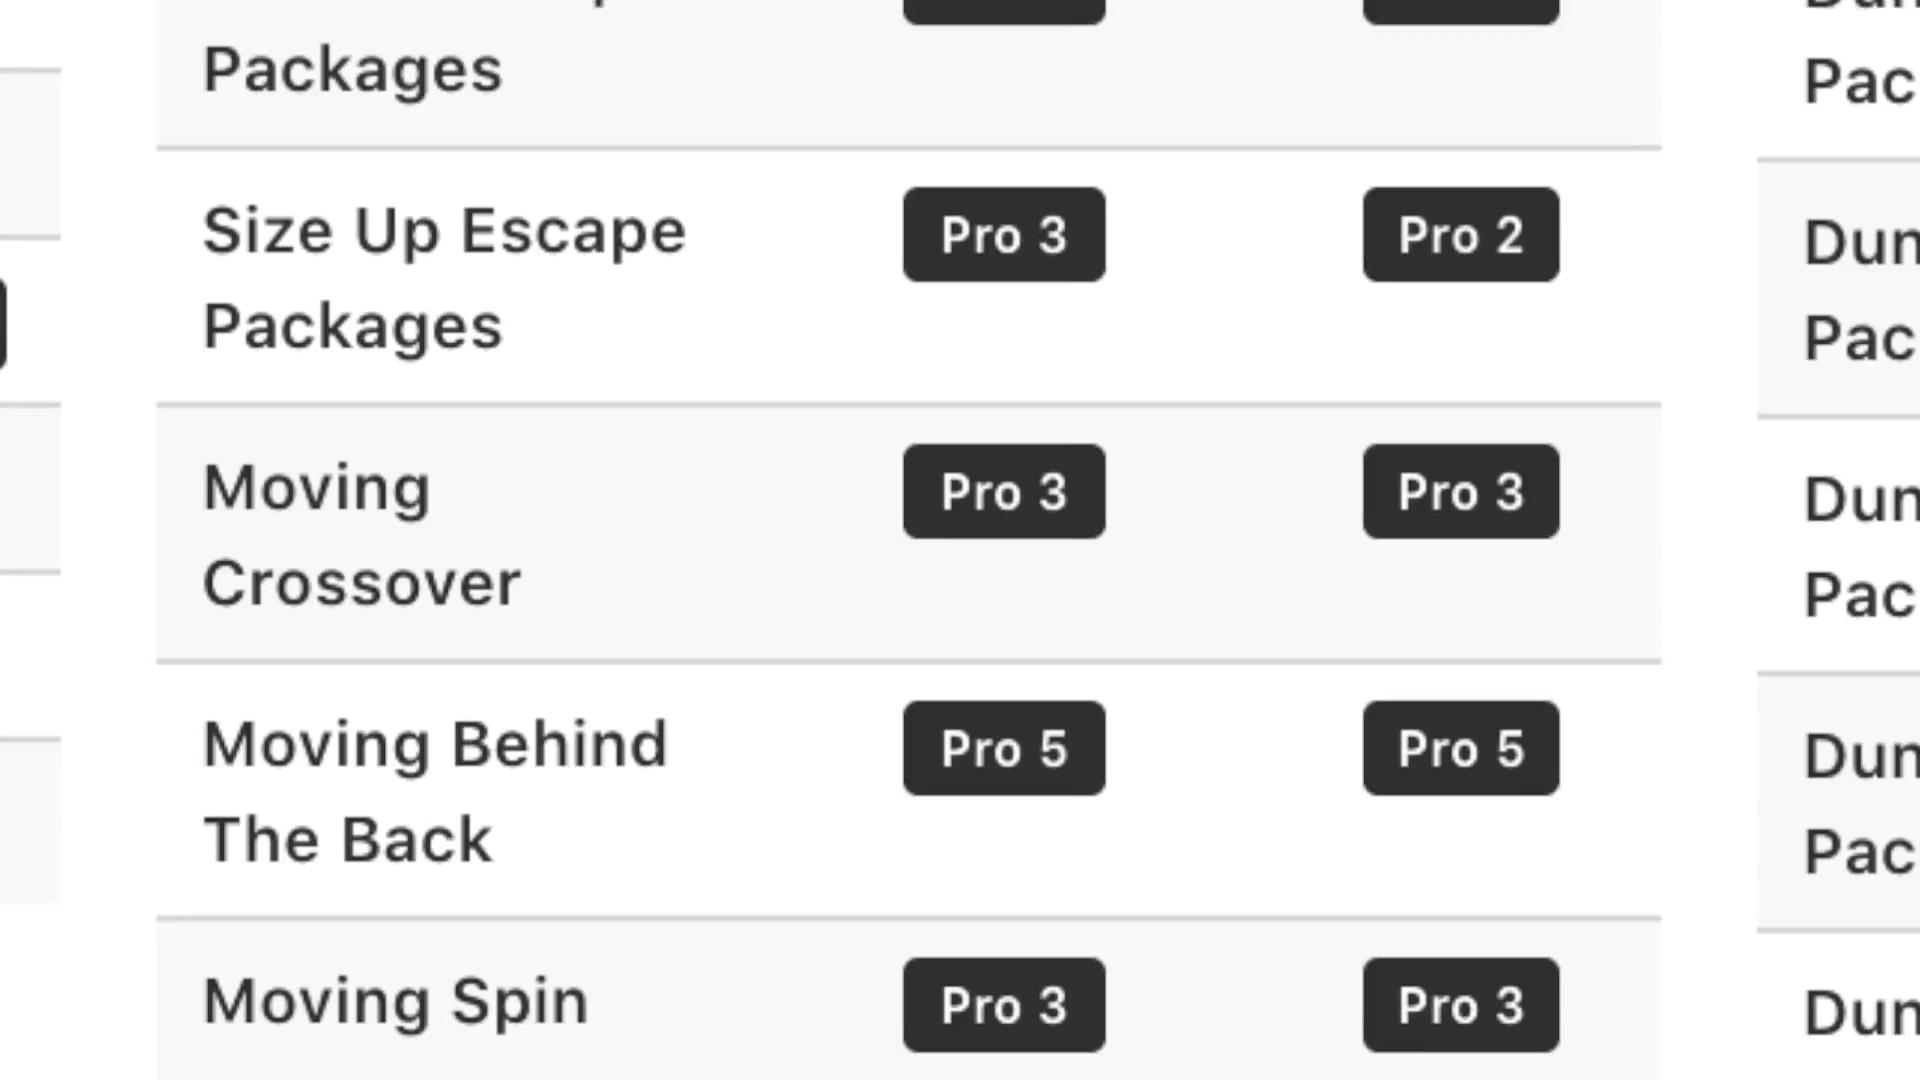 Packages
Size Up Escape Pro 3 Pro 2
Packages
Moving Pro 3 Pro 3
Crossover
Moving Behind Pro 5 Pro 5
The Back
Moving Spin Pro 3 Pro 3